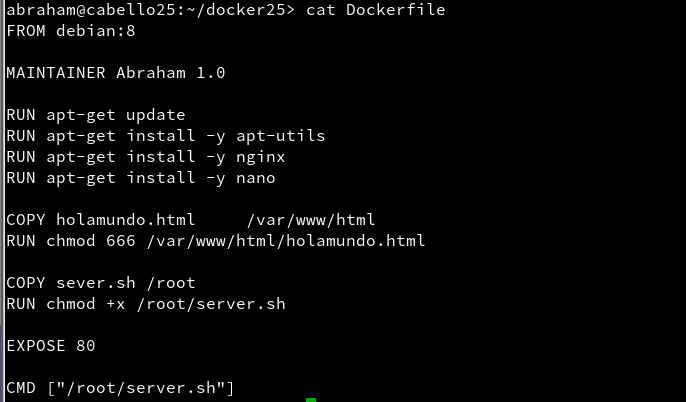 abraham@cabello25:~/docker25> cat Dockerfile
FROM debian:8
MAINTAINER Abraham 1.0
RUN apt-get update
RUN apt-get install -y apt-utils
RUN apt-get install -y nginx
RUN apt-get install -y nano
COPY holamundo.html     /var/www/html
RUN chmod 666 /var/www/html/holamundo.html
COPY sever.sh /root
RUN chmod +x /root/server.sh
EXPOSE 80
CMD ["/root/server.sh"]